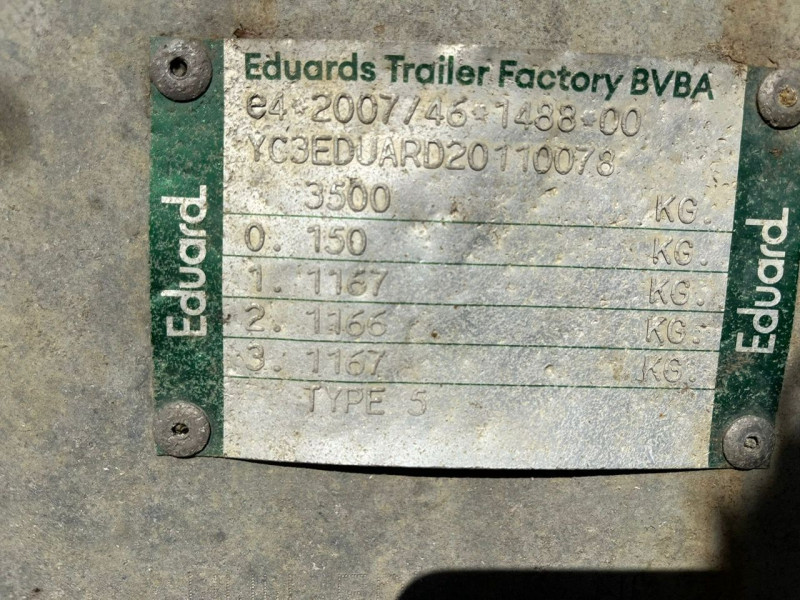 Eduards Trailer Factory BVBA
e4*2007/46*1488*00
YC3EDUARD20110078
3500 KG.
0. 150 KG.
1. 1167 KG.
2. 1166 KG.
3. 1167 KG.
TYPE 5
Eduard
Eduard